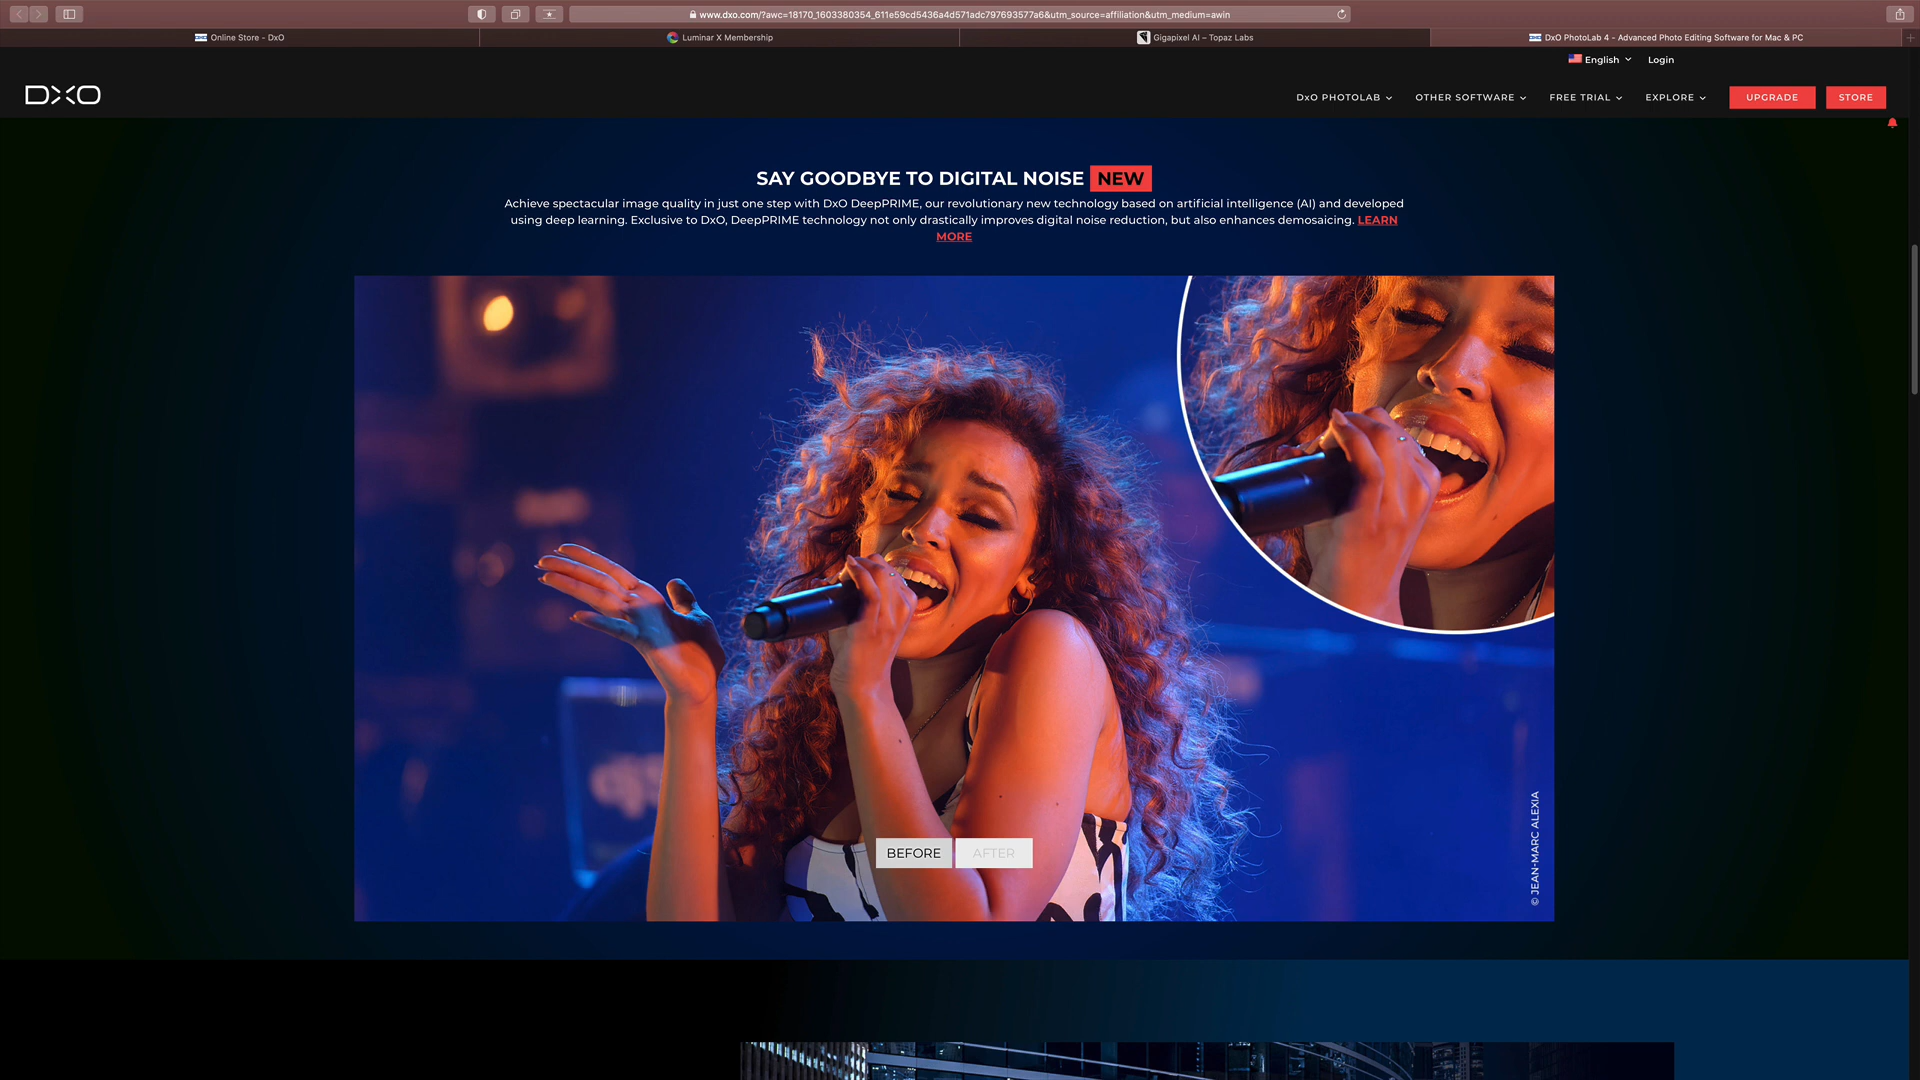 www.dxo.com/?awc=18170_1603380354_611e59cd5436a4d571adc797693577a6&utm_source=affiliation&utm_medium=awin
Online Store - DxO
Luminar X Membership
Gigapixel AI – Topaz Labs
DxO PhotoLab 4 - Advanced Photo Editing Software for Mac & PC
English
Login
DXO
DxO PHOTOLAB
OTHER SOFTWARE
FREE TRIAL
EXPLORE
UPGRADE
STORE
SAY GOODBYE TO DIGITAL NOISE NEW
Achieve spectacular image quality in just one step with DxO DeepPRIME, our revolutionary new technology based on artificial intelligence (AI) and developed
using deep learning. Exclusive to DxO, DeepPRIME technology not only drastically improves digital noise reduction, but also enhances demosaicing. LEARN
MORE
BEFORE
AFTER
© JEAN-MARC ALEXIA